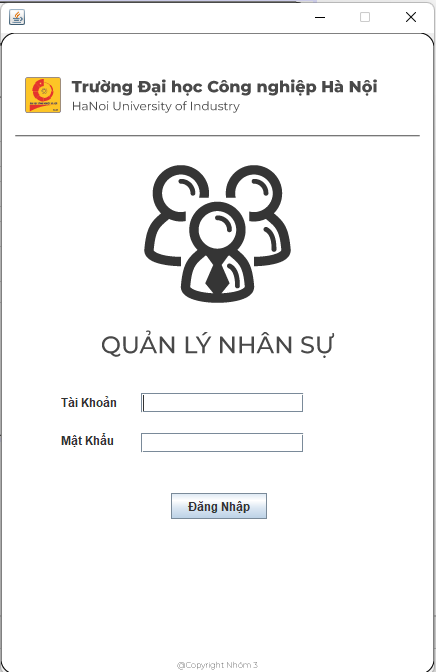 Trường Đại học Công nghiệp Hà Nội
HaNoi University of Industry
QUẢN LÝ NHÂN SỰ
Tài Khoản
Mật Khẩu
Đăng Nhập
@Copyright Nhóm 3